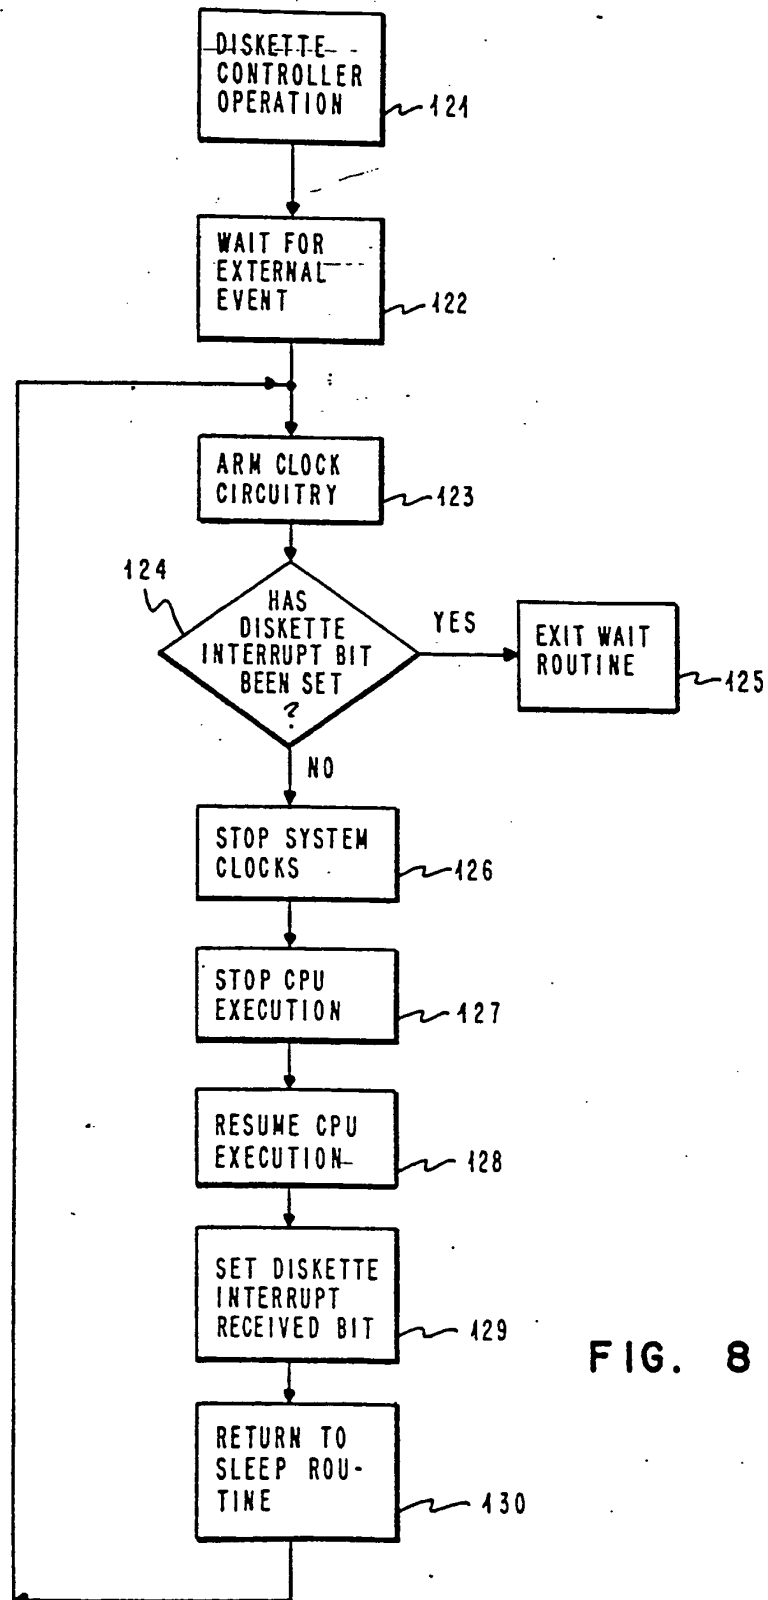 DISKETTE
CONTROLLER
OPERATION
121
WAIT FOR
EXTERNAL
EVENT
122
ARM CLOCK
CIRCUITRY
123
124
HAS
DISKETTE
INTERRUPT BIT
BEEN SET
?
YES
EXIT WAIT
ROUTINE
125
NO
STOP SYSTEM
CLOCKS
126
STOP CPU
EXECUTION
127
RESUME CPU
EXECUTION
128
SET DISKETTE
INTERRUPT
RECEIVED BIT
129
FIG. 8
RETURN TO
SLEEP ROU-
TINE
130